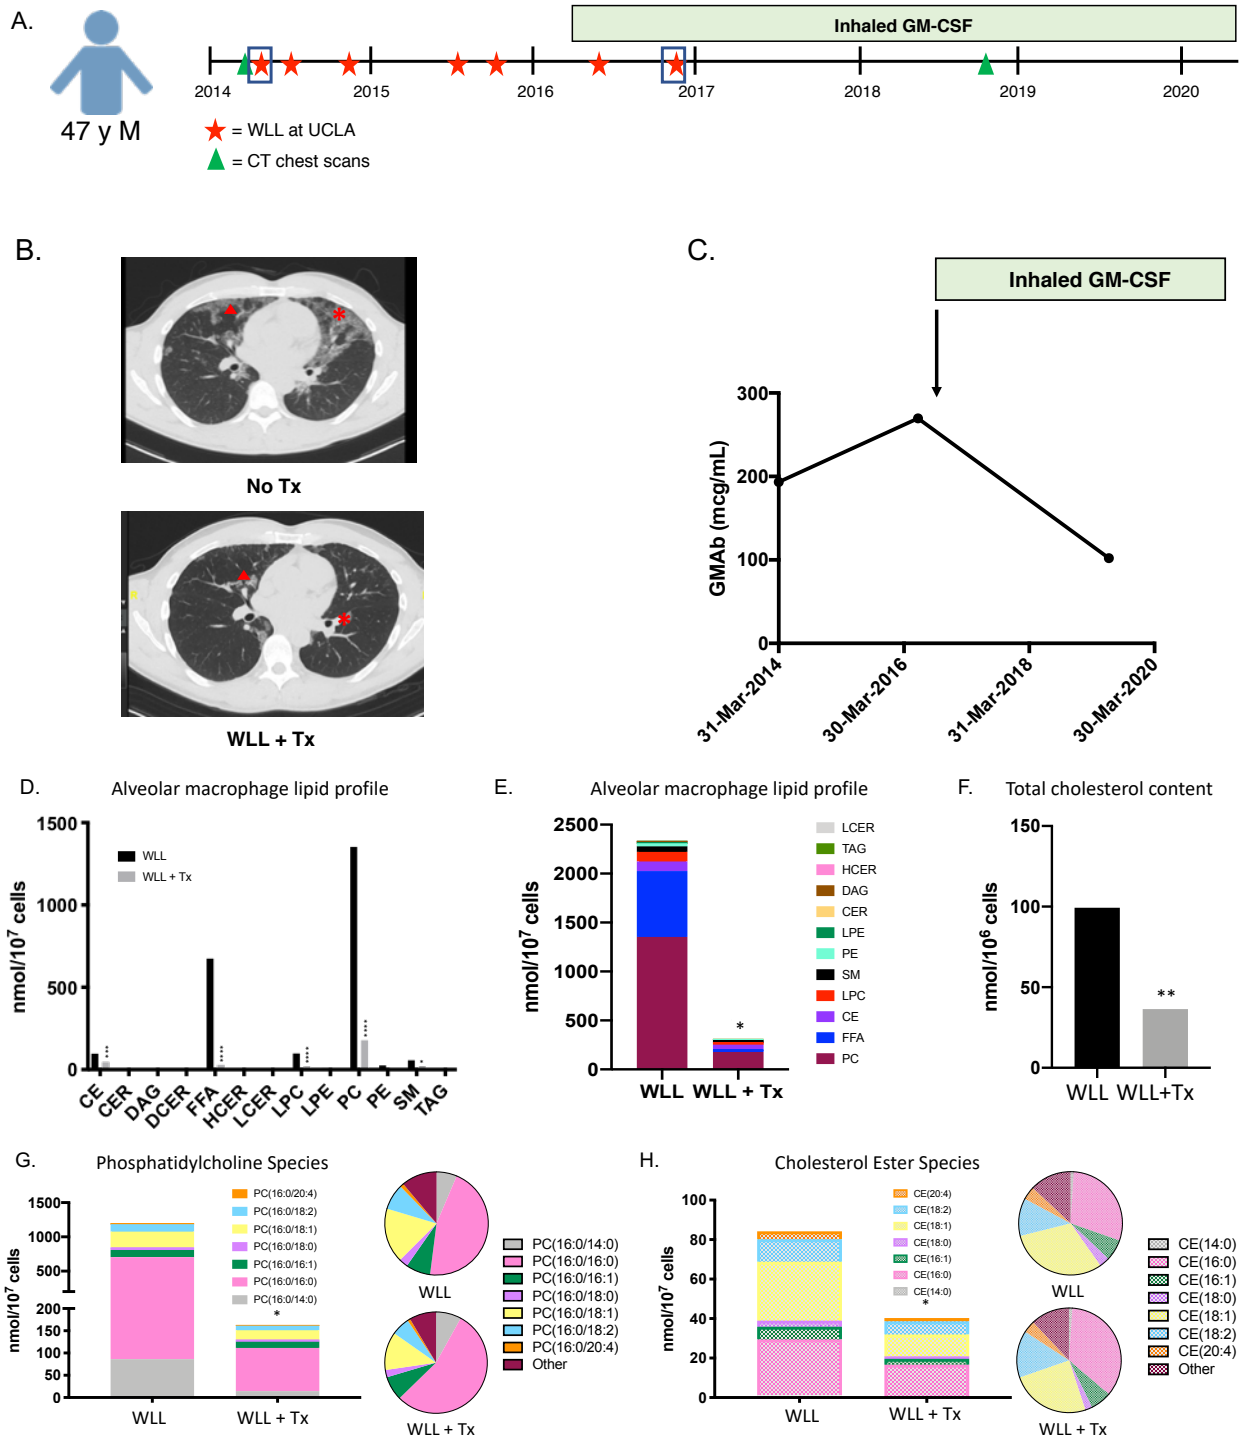 A.
Inhaled GM-CSF
2014 2015 2016 2017 2018 2019 2020
47 y M
= WLL at UCLA
= CT chest scans
B.
No Tx
WLL + Tx
C.
Inhaled GM-CSF
GMAb (mcg/mL)
300
200
100
0
31-Mar-2014 30-Mar-2016 31-Mar-2018 30-Mar-2020
D. Alveolar macrophage lipid profile
nmol/10⁷ cells
1500
1000
500
0
WLL
WLL + Tx
**** **** **** **** **
CE CER DAG DCER FFA HCER LCER LPC LPE PC PE SM TAG
E. Alveolar macrophage lipid profile
nmol/10⁷ cells
2500
2000
1500
1000
500
0
*
WLL WLL + Tx
LCER
TAG
HCER
DAG
CER
LPE
PE
SM
LPC
CE
FFA
PC
F. Total cholesterol content
nmol/10⁶ cells
150
100
50
0
**
WLL WLL+Tx
G. Phosphatidylcholine Species
nmol/10⁷ cells
1500
1000
500
200
150
100
50
0
PC(16:0/20:4)
PC(16:0/18:2)
PC(16:0/18:1)
PC(16:0/18:0)
PC(16:0/16:1)
PC(16:0/16:0)
PC(16:0/14:0)
*
WLL WLL + Tx
WLL
WLL + Tx
PC(16:0/14:0)
PC(16:0/16:0)
PC(16:0/16:1)
PC(16:0/18:0)
PC(16:0/18:1)
PC(16:0/18:2)
PC(16:0/20:4)
Other
H. Cholesterol Ester Species
nmol/10⁷ cells
100
80
60
40
20
0
CE(20:4)
CE(18:2)
CE(18:1)
CE(18:0)
CE(16:1)
CE(16:0)
CE(14:0)
*
WLL WLL + Tx
WLL
WLL + Tx
CE(14:0)
CE(16:0)
CE(16:1)
CE(18:0)
CE(18:1)
CE(18:2)
CE(20:4)
Other